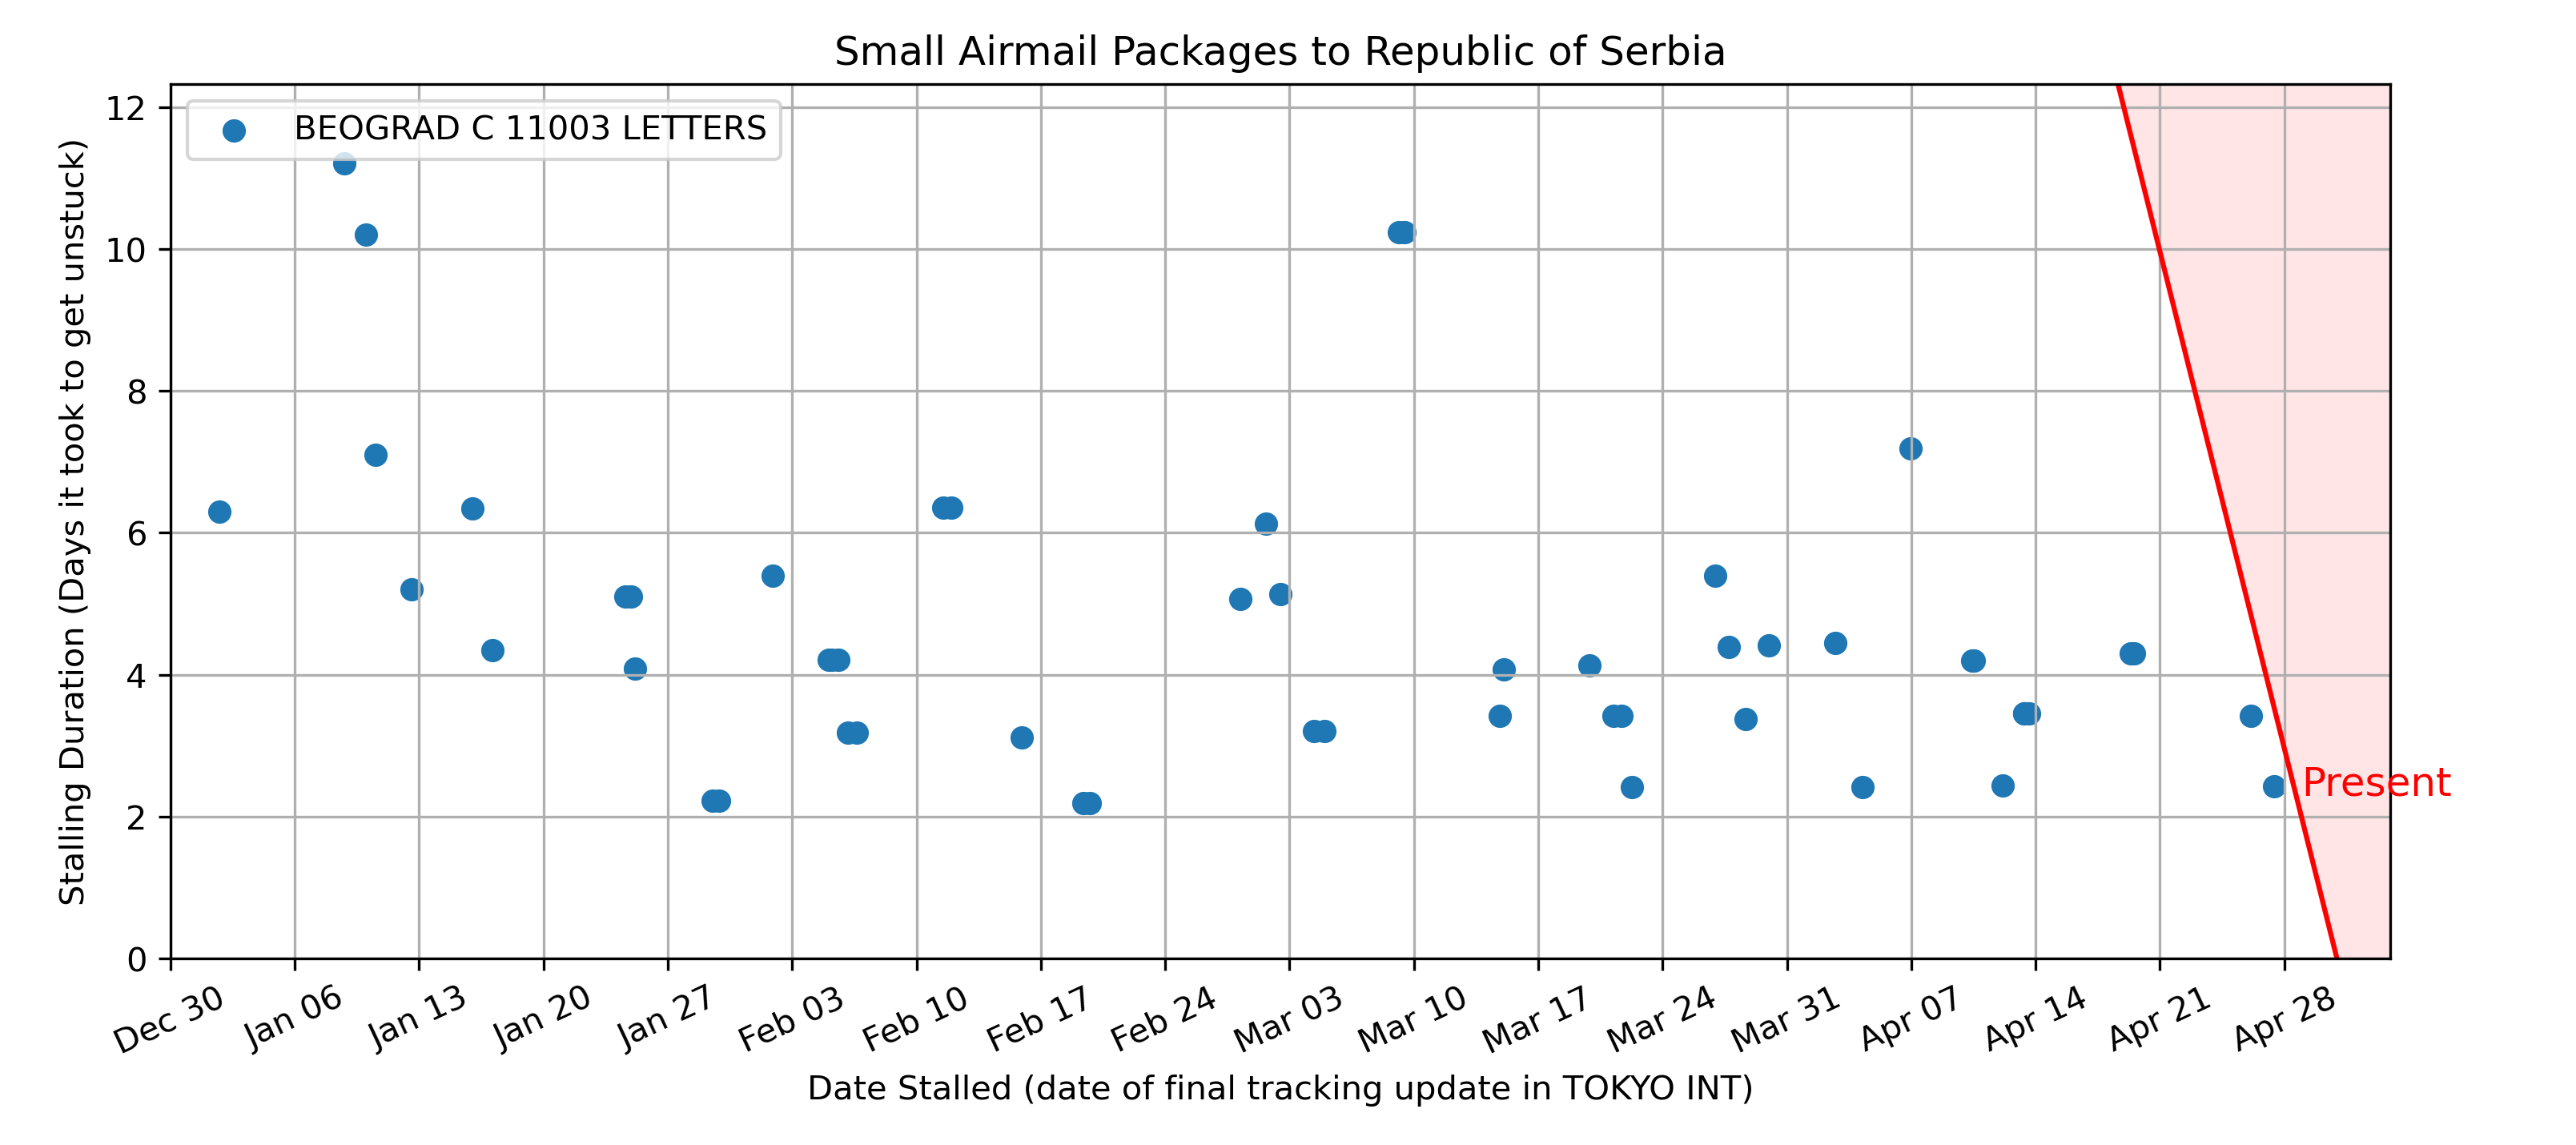 Small Airmail Packages to Republic of Serbia
BEOGRAD C 11003 LETTERS
Stalling Duration (Days it took to get unstuck)
12
10
8
6
4
2
0
Present
Dec 30 Jan 06 Jan 13 Jan 20 Jan 27 Feb 03 Feb 10 Feb 17 Feb 24 Mar 03 Mar 10 Mar 17 Mar 24 Mar 31 Apr 07 Apr 14 Apr 21 Apr 28
Date Stalled (date of final tracking update in TOKYO INT)